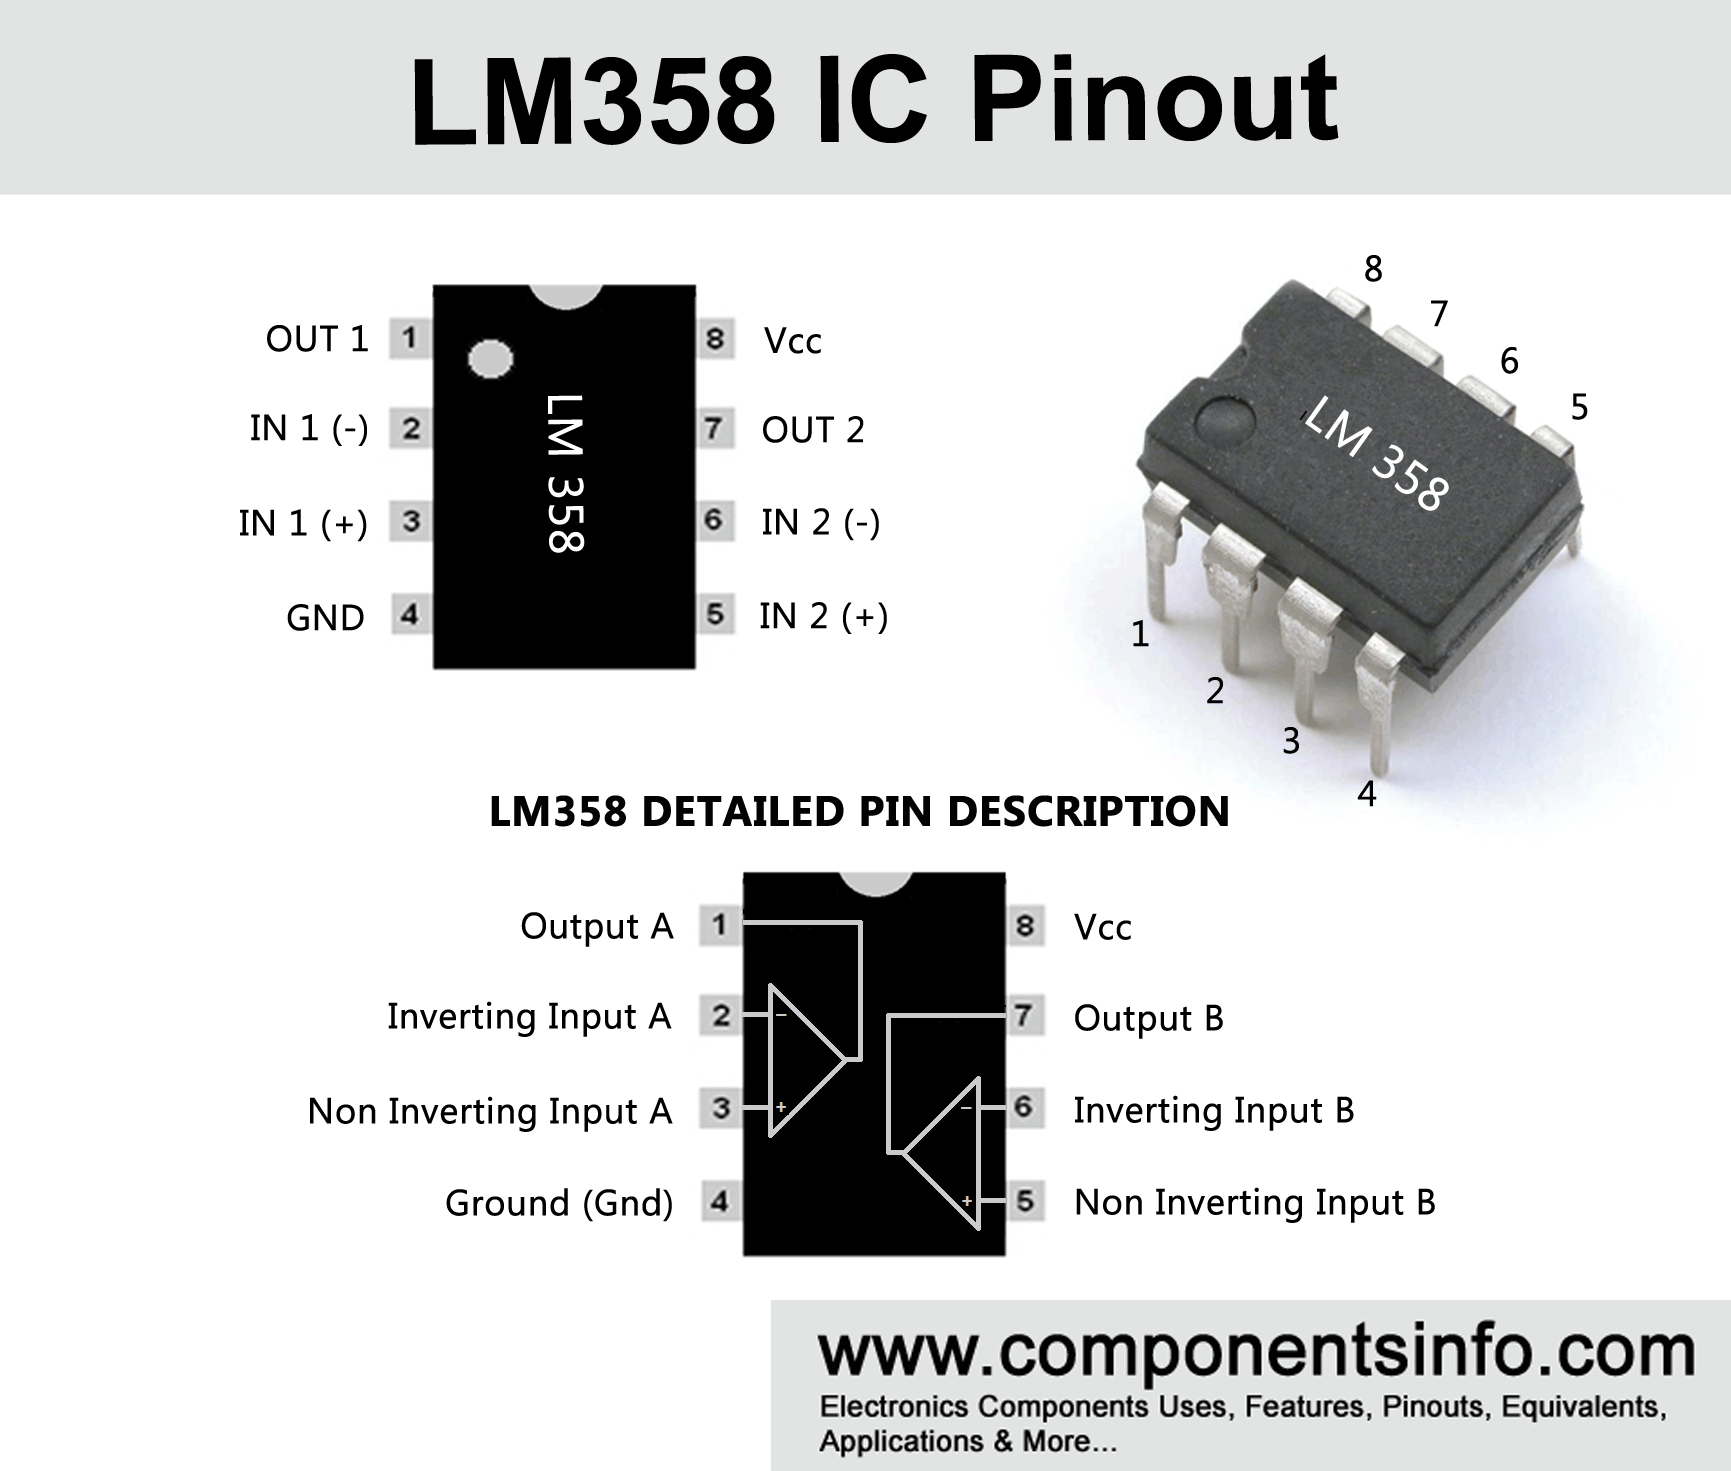 LM358 IC Pinout
OUT 1 1
IN 1 (-) 2
IN 1 (+) 3
GND 4
LM 358
8 Vcc
7 OUT 2
6 IN 2 (-)
5 IN 2 (+)
8
7
6
5
LM 358
1
2
3
4
LM358 DETAILED PIN DESCRIPTION
Output A 1
Inverting Input A 2 −
Non Inverting Input A 3 +
Ground (Gnd) 4
8 Vcc
7 Output B
− 6 Inverting Input B
+ 5 Non Inverting Input B
www.componentsinfo.com
Electronics Components Uses, Features, Pinouts, Equivalents,
Applications & More...